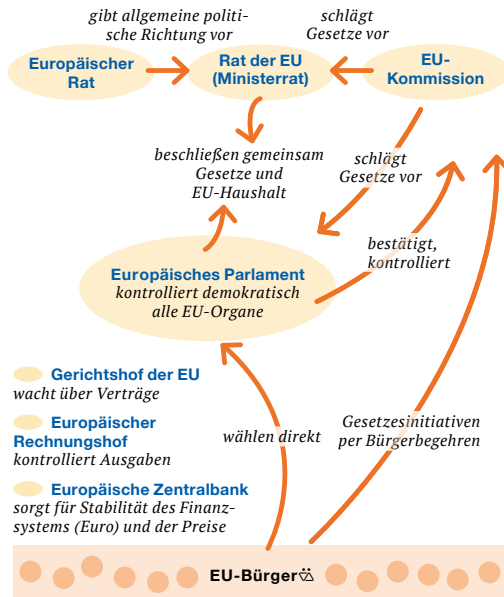 gibt allgemeine politi-
sche Richtung vor
schlägt
Gesetze vor
Europäischer
Rat
Rat der EU
(Ministerrat)
EU-
Kommission
beschließen gemeinsam
Gesetze und
EU-Haushalt
schlägt
Gesetze vor
bestätigt,
kontrolliert
Europäisches Parlament
kontrolliert demokratisch
alle EU-Organe
Gerichtshof der EU
wacht über Verträge
Europäischer
Rechnungshof
kontrolliert Ausgaben
Europäische Zentralbank
sorgt für Stabilität des Finanz-
systems (Euro) und der Preise
wählen direkt
Gesetzesinitiativen
per Bürgerbegehren
EU-Bürger